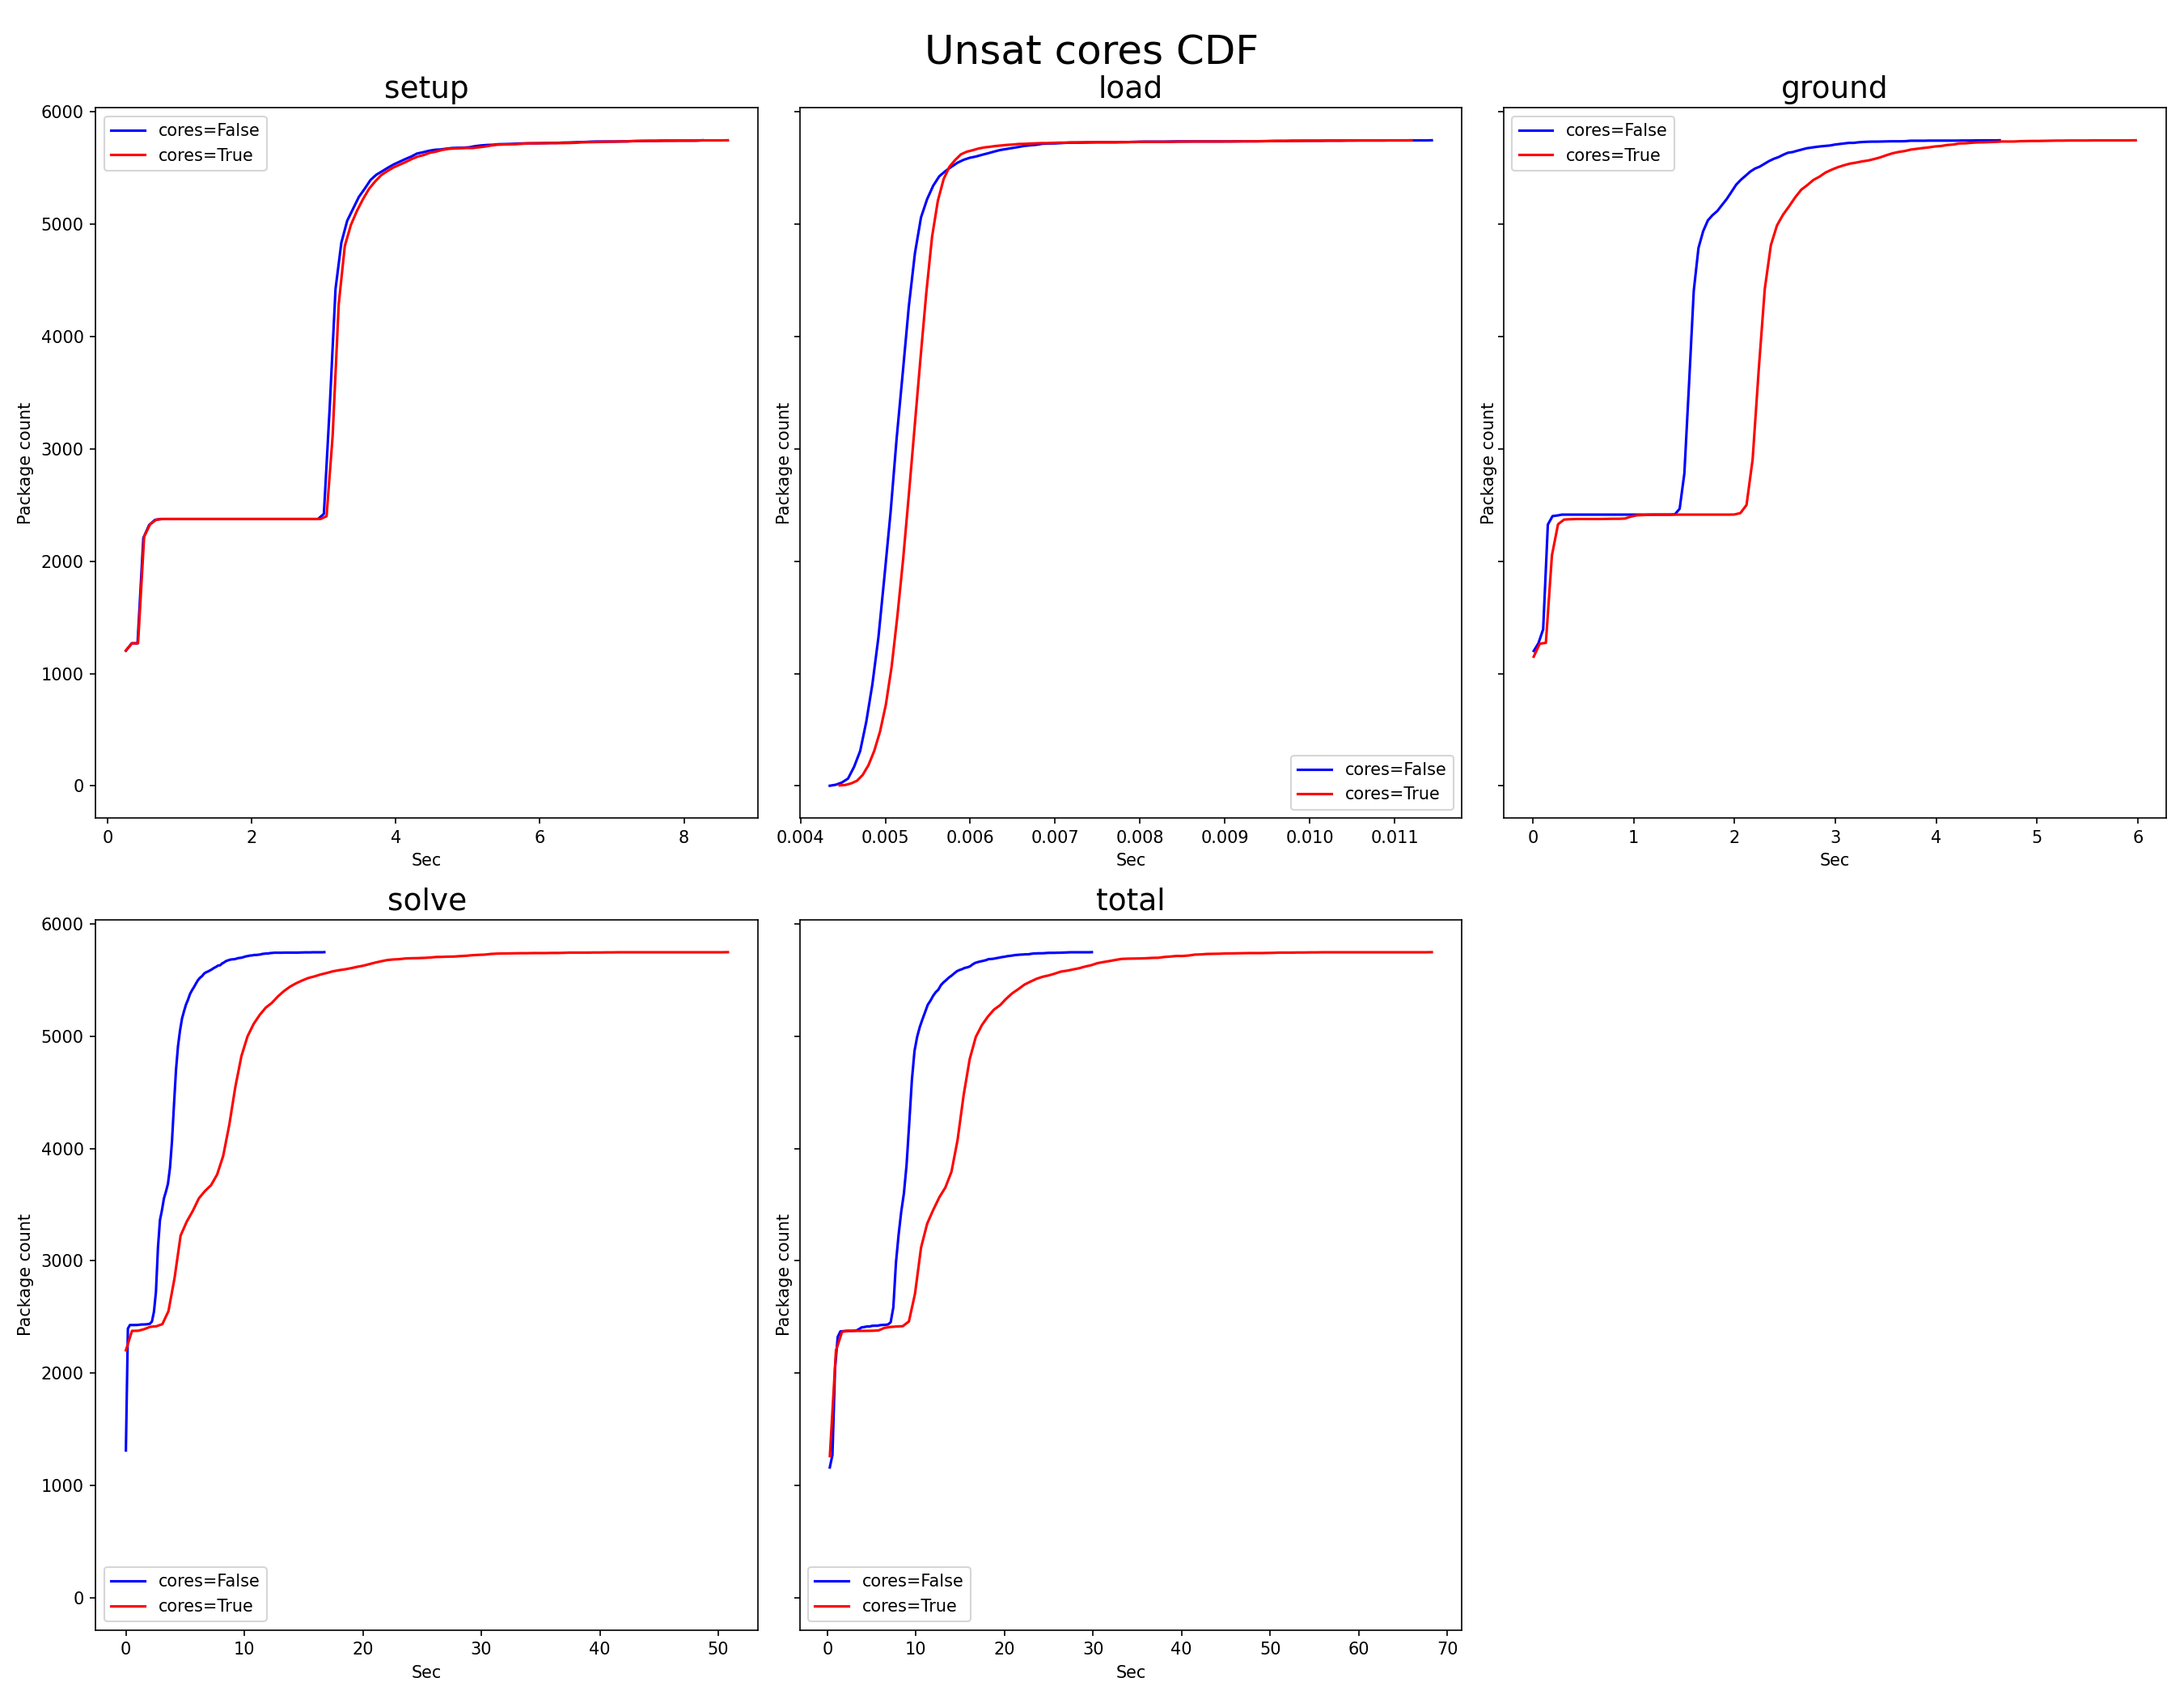 Unsat cores CDF
setup
cores=False
cores=True
6000
5000
4000
3000
2000
1000
0
Package count
0 2 4 6 8
Sec
load
cores=False
cores=True
Package count
0.004 0.005 0.006 0.007 0.008 0.009 0.010 0.011
Sec
ground
cores=False
cores=True
Package count
0 1 2 3 4 5 6
Sec
solve
6000
5000
4000
3000
2000
1000
0
Package count
cores=False
cores=True
0 10 20 30 40 50
Sec
total
Package count
cores=False
cores=True
0 10 20 30 40 50 60 70
Sec